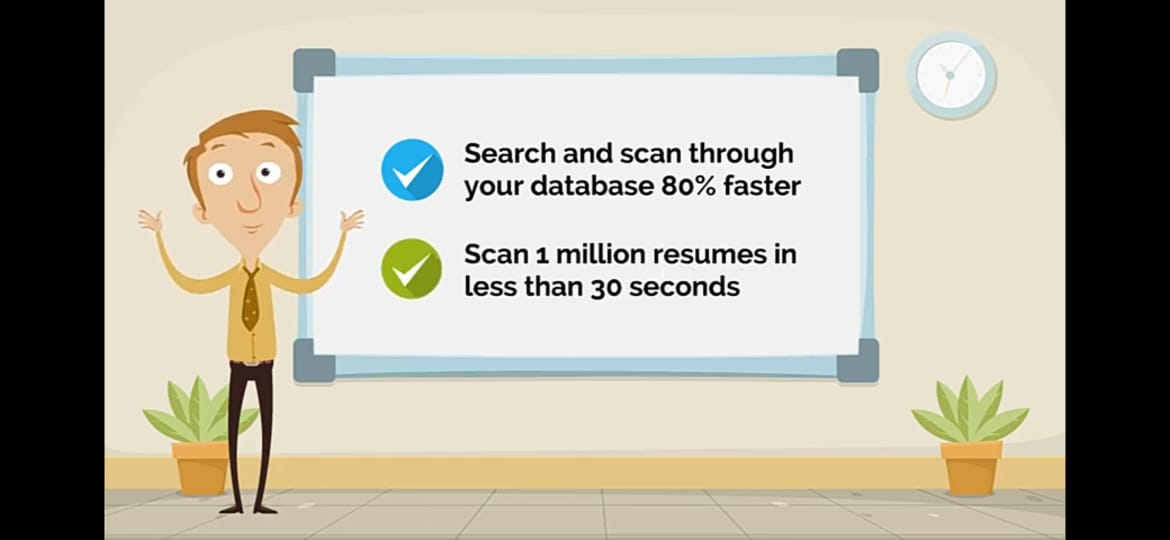 Search and scan through
your database 80% faster
Scan 1 million resumes in
less than 30 seconds